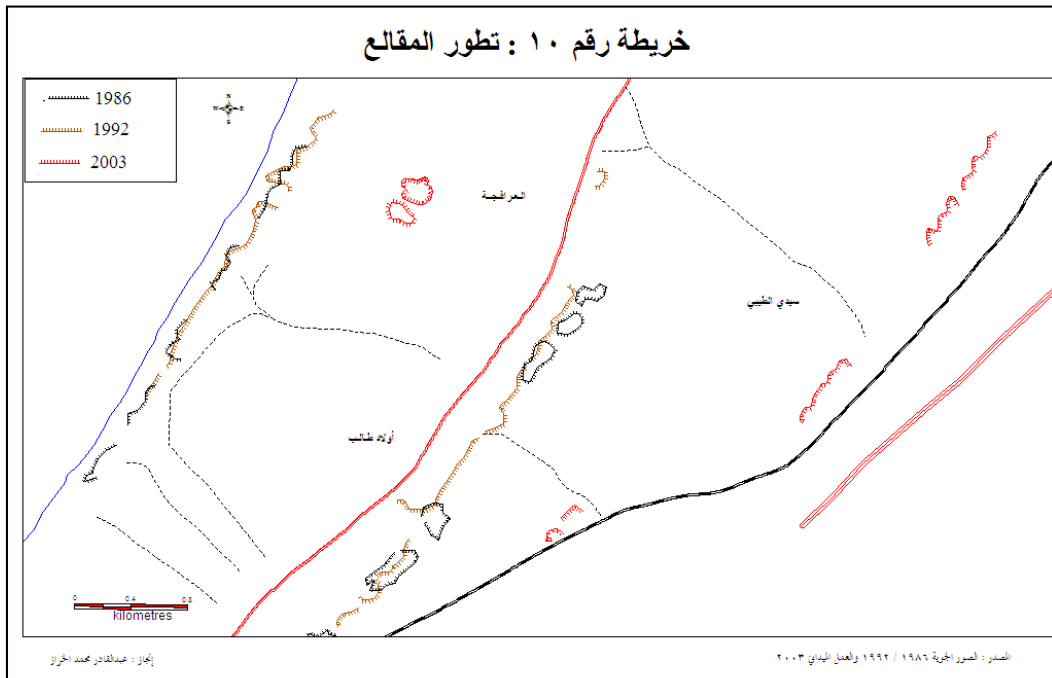 خريطة رقم ١٠ : تطور المقالع
1986
1992
2003
N
W E
S
العرافجة
سيدي الطيبي
أولاد طالب
0 0.4 0.8
kilometres
المصدر : الصور الجوية ١٩٨٦ / ١٩٩٢ والعمل الميداني ٢٠٠٣
إنجاز : عبدالقادر محمد الخراز